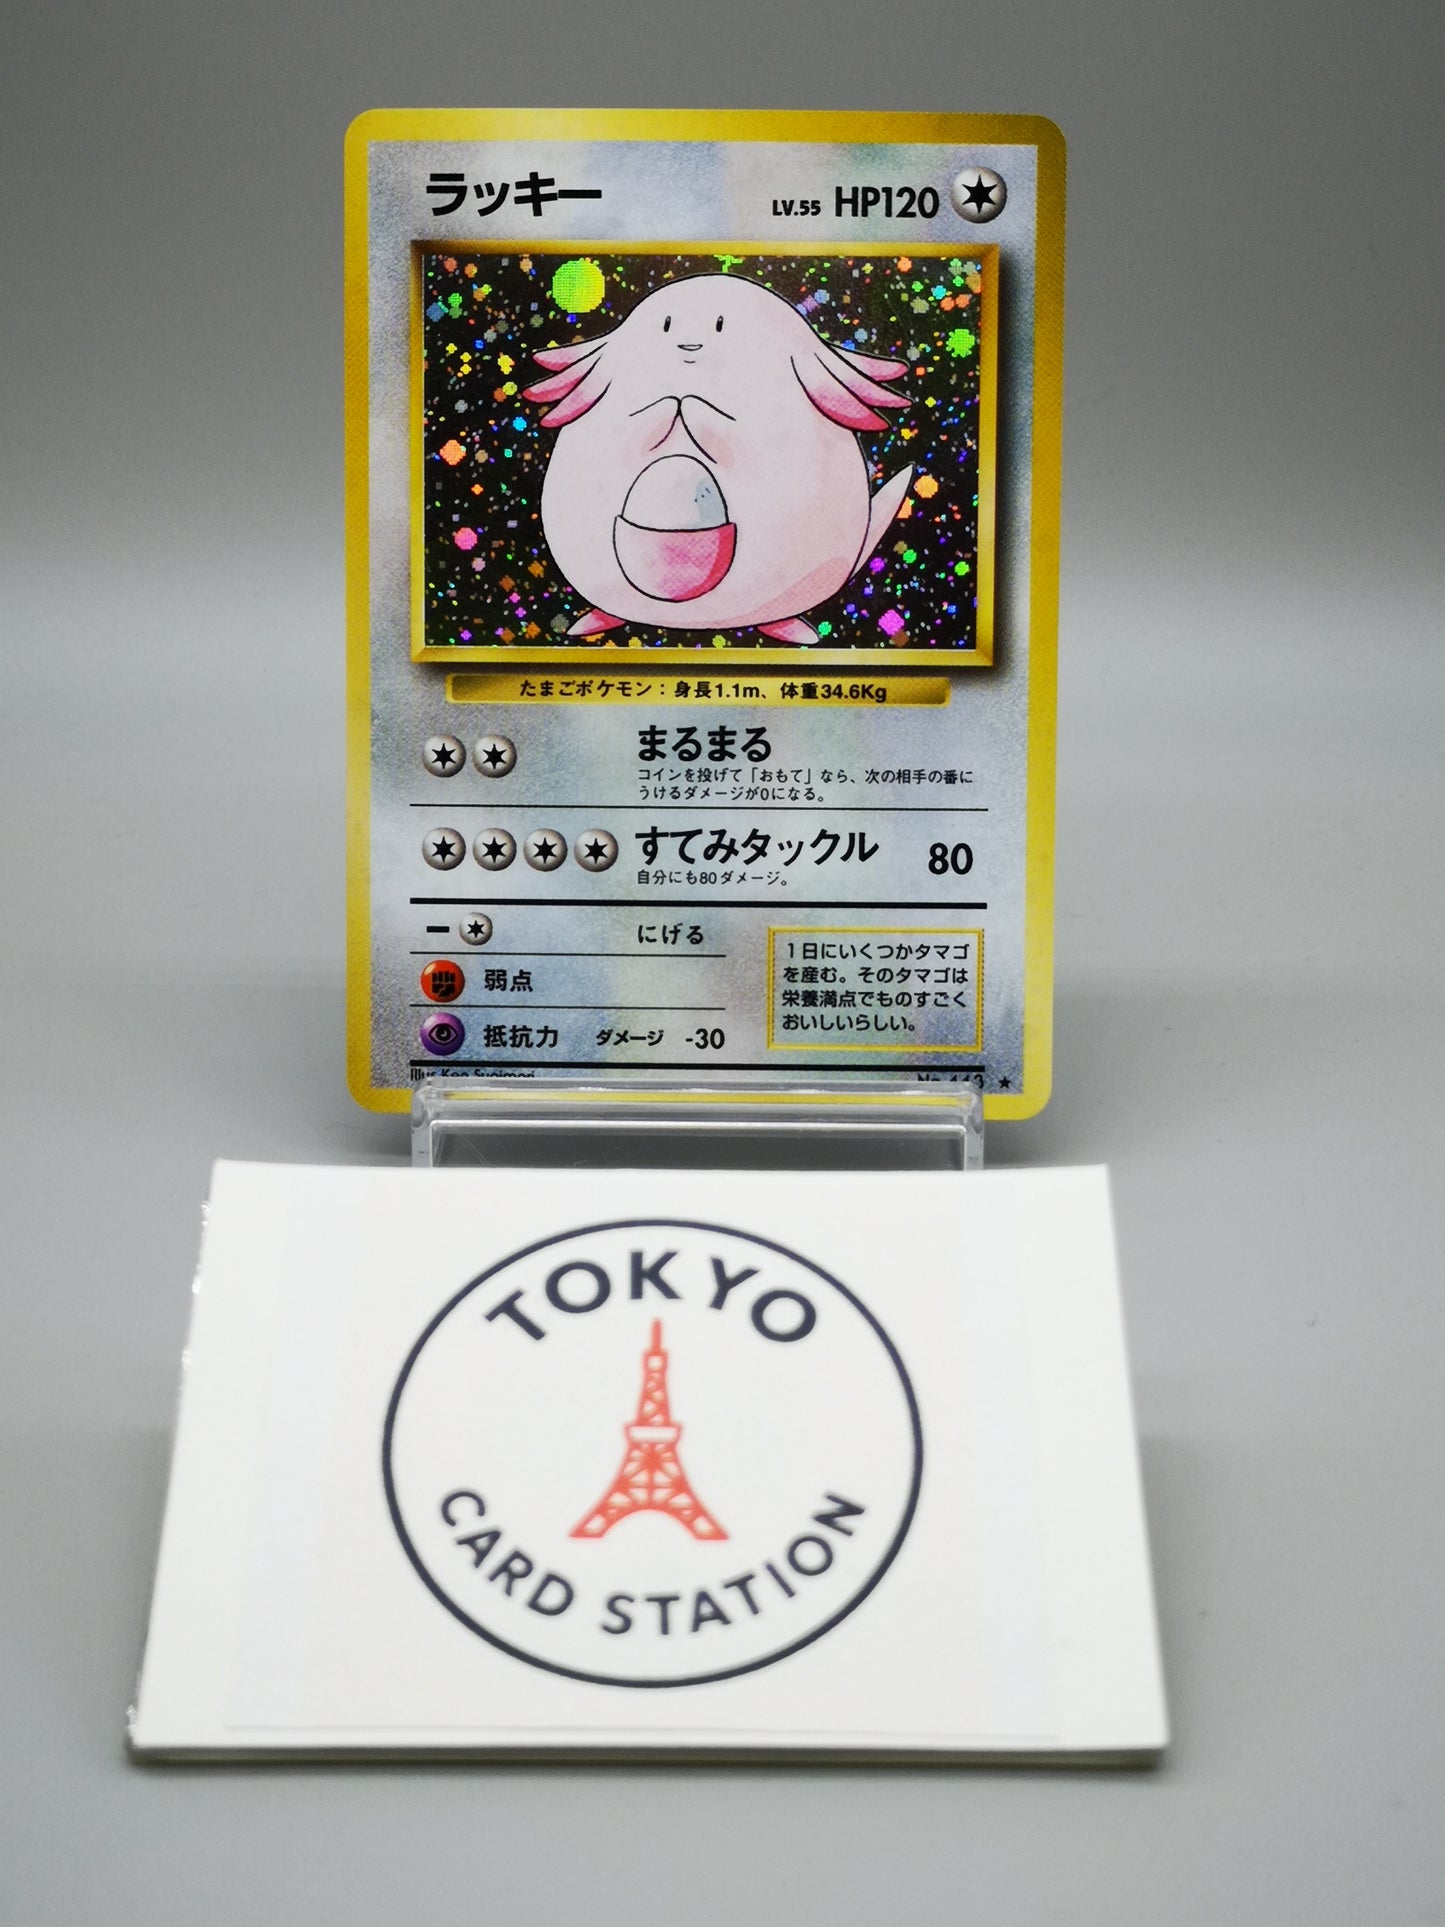 ラッキー LV.55 HP120
たまごポケモン：身長1.1m、体重34.6Kg
まるまる
コインを投げて「おもて」なら、次の相手の番に
うけるダメージが0になる。
すてみタックル 80
自分にも80ダメージ。
にげる
弱点
抵抗力 ダメージ -30
1日にいくつかタマゴ
を産む。そのタマゴは
栄養満点でものすごく
おいしいらしい。
Illus. Ken Sugimori
No. 113
TOKYO
CARD STATION